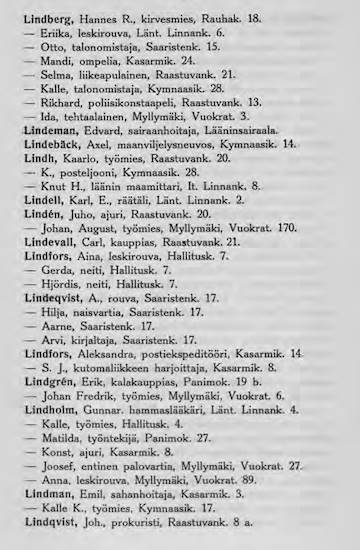 Lindberg, Hannes R., kirvesmies, Rauhak. 18.
— Eriika, leskirouva, Länt. Linnank. 6.
— Otto, talonomistaja, Saaristenk. 15.
— Mandi, ompelia, Kasarmik. 24.
— Selma, liikeapulainen, Raastuvank. 21.
— Kalle, talonomistaja, Kymnaasik. 28.
— Rikhard, poliisikonstaapeli, Raastuvank. 13.
— Ida, tehtaalainen, Myllymäki, Vuokrat. 3.
Lindeman, Edvard, sairaanhoitaja, Lääninsairaala.
Lindebäck, Axel, maanviljelysneuvos, Kymnaasik. 14.
Lindh, Kaarlo, työmies, Raastuvank. 20.
— K., posteljooni, Kymnaasik. 28.
— Knut H., läänin maamittari, It. Linnank. 8.
Lindell, Karl, E., räätäli, Länt. Linnank. 2.
Lindén, Juho, ajuri, Raastuvank. 20.
— Johan, August, työmies, Myllymäki, Vuokrat. 170.
Lindevall, Carl, kauppias, Raastuvank. 21.
Lindfors, Aina, leskirouva, Hallitusk. 7.
— Gerda, neiti, Hallitusk. 7.
— Hjördis, neiti, Hallitusk. 7.
Lindeqvist, A., rouva, Saaristenk. 17.
— Hilja, naisvartia, Saaristenk. 17.
— Aarne, Saaristenk. 17.
— Arvi, kirjaltaja, Saaristenk. 17.
Lindfors, Aleksandra, postiekspeditööri, Kasarmik. 14
— S. J., kutomaliikkeen harjoittaja, Kasarmik. 8.
Lindgrén, Erik, kalakauppias, Panimok. 19 b.
— Johan Fredrik, työmies, Myllymäki, Vuokrat. 6.
Lindholm, Gunnar, hammaslääkäri, Länt. Linnank. 4.
— Kalle, työmies, Hallitusk. 4.
— Matilda, työntekijä, Panimok. 27.
— Konst, ajuri, Kasarmik. 8.
— Joosef, entinen palovartia, Myllymäki, Vuokrat. 27.
— Anna, leskirouva, Myllymäki, Vuokrat. 89.
Lindman, Emil, sahanhoitaja, Kasarmik. 3.
— Kalle K., työmies, Kymnaasik. 17.
Lindqvist, Joh., prokuristi, Raastuvank. 8 a.